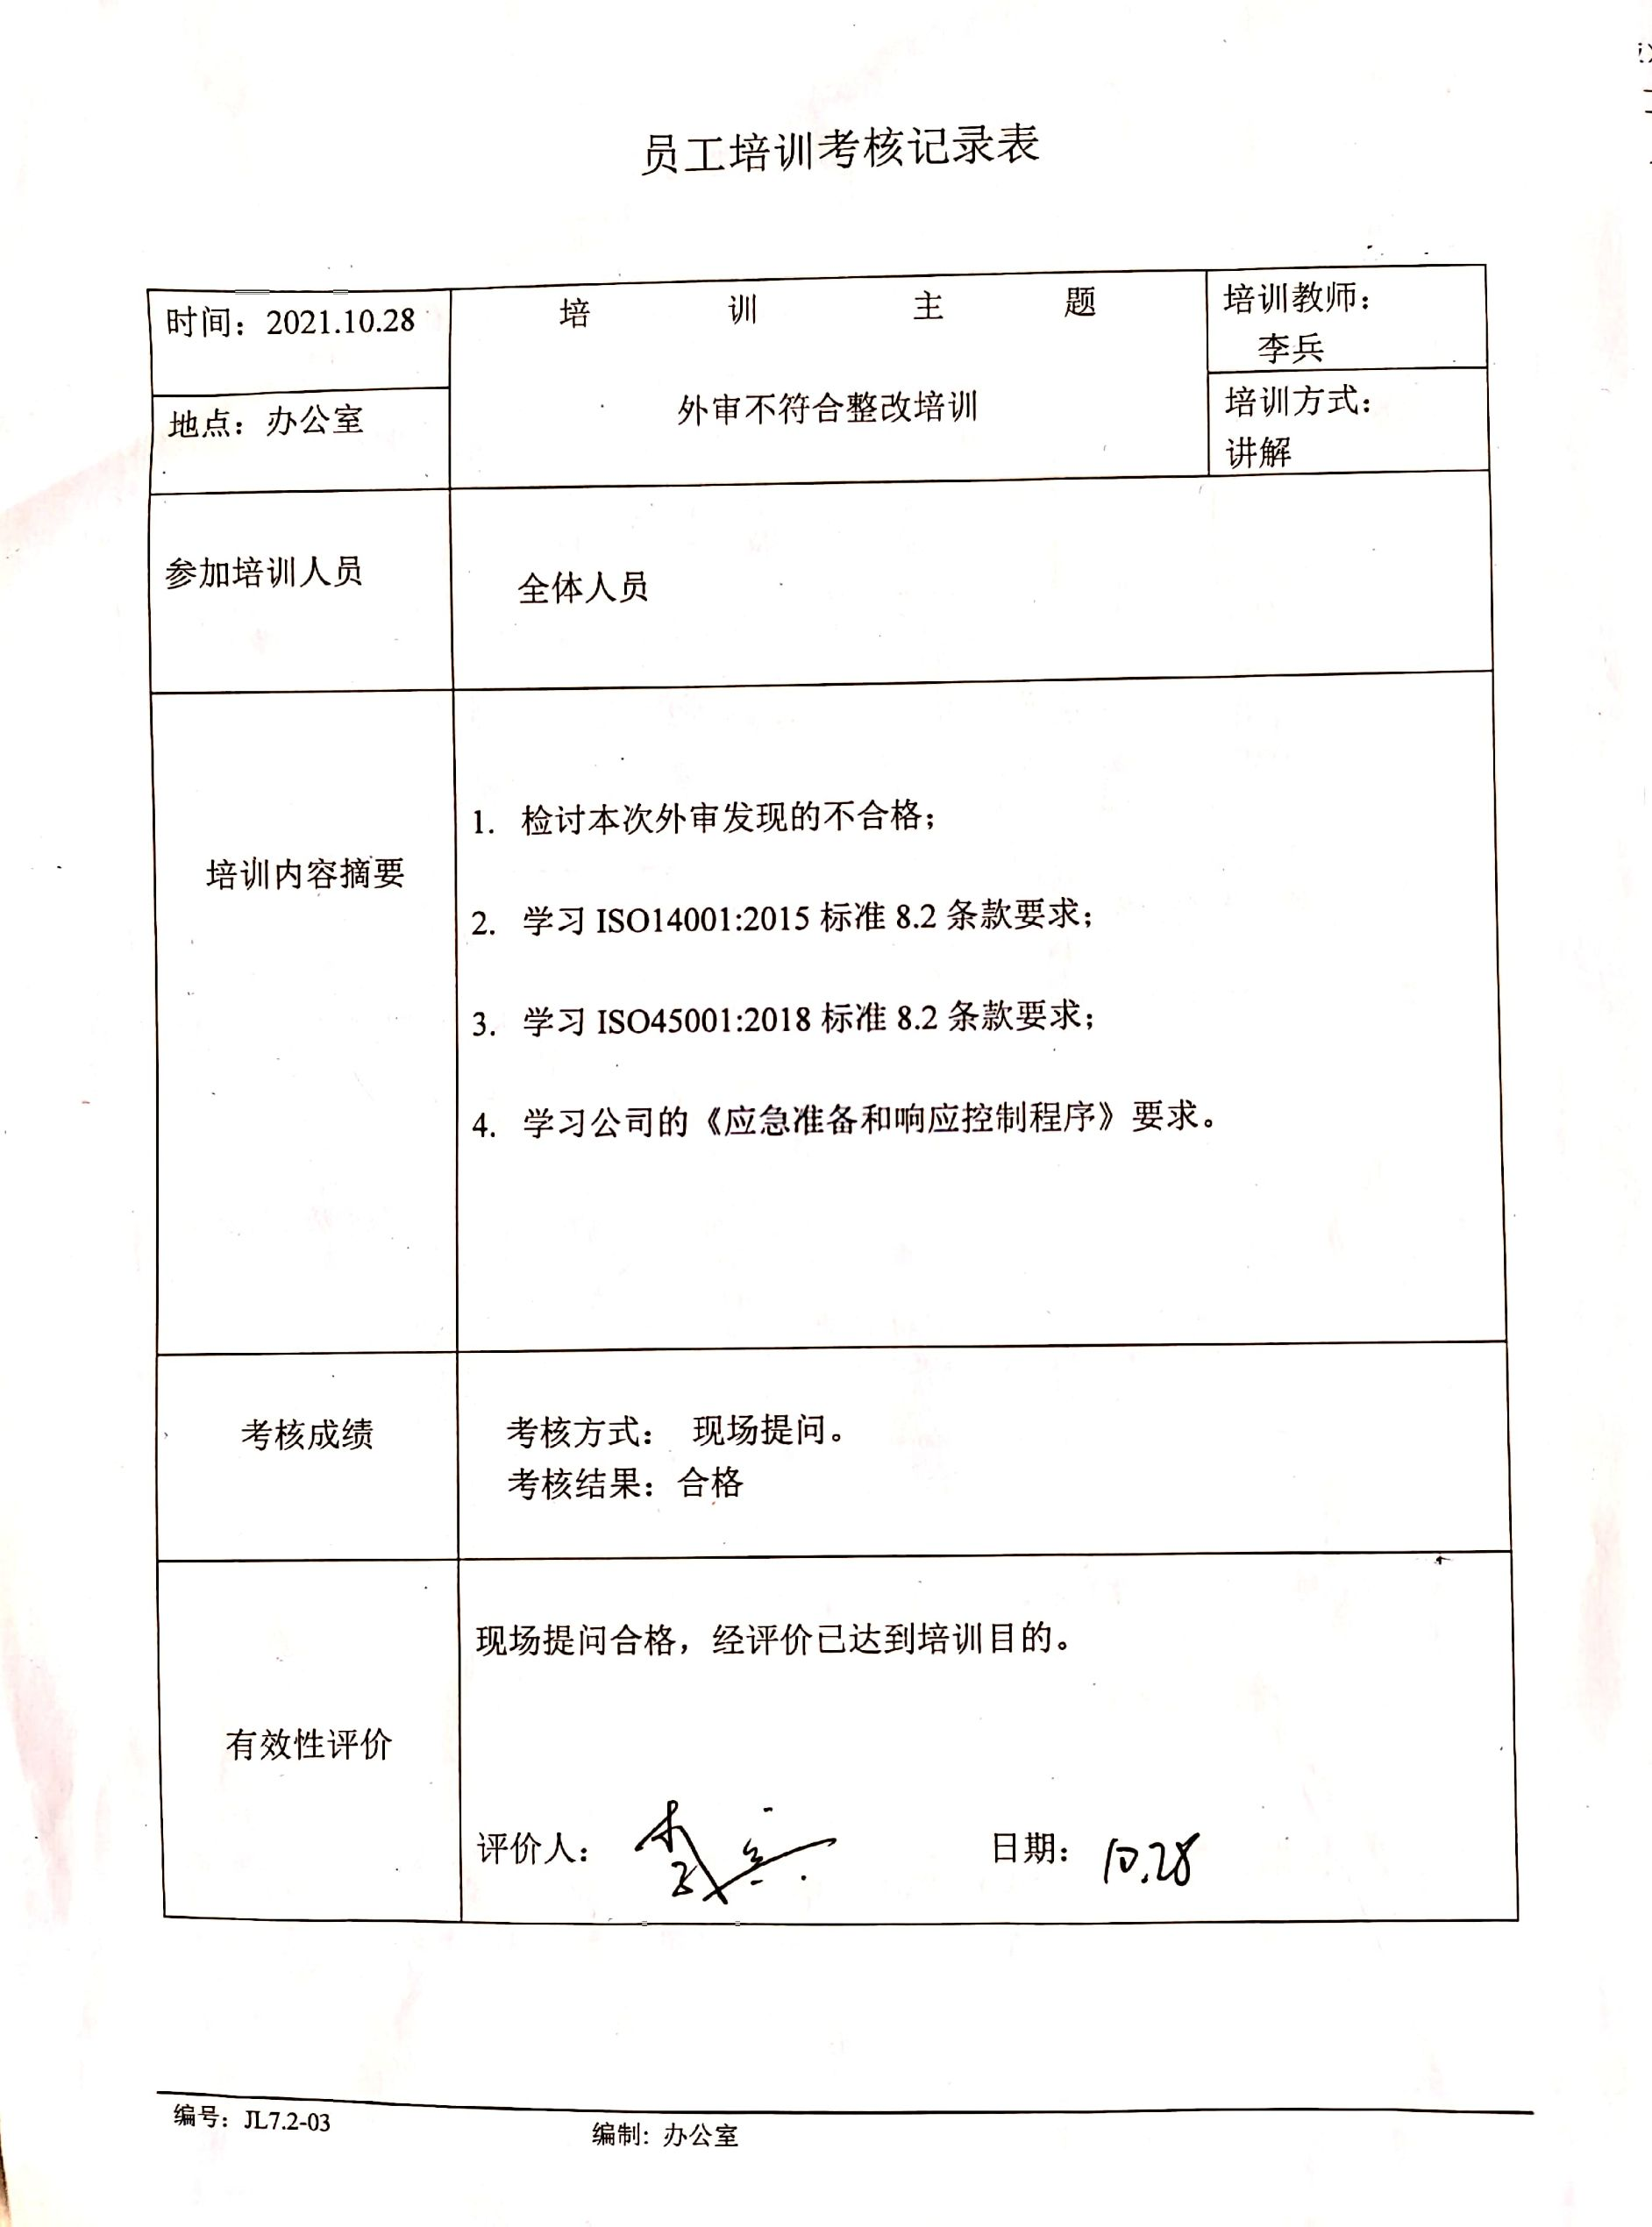 员工培训考核记录表
时间：2021.10.28
培 训 主 题
培训教师：
李兵
地点：办公室
外审不符合整改培训
培训方式：
讲解
参加培训人员
全体人员
培训内容摘要
1. 检讨本次外审发现的不合格；
2. 学习 ISO14001:2015 标准 8.2 条款要求；
3. 学习 ISO45001:2018 标准 8.2 条款要求；
4. 学习公司的《应急准备和响应控制程序》要求。
考核成绩
考核方式： 现场提问。
考核结果：合格
有效性评价
现场提问合格，经评价已达到培训目的。
评价人： 李兵 日期：10.28
编号：JL7.2-03 编制：办公室